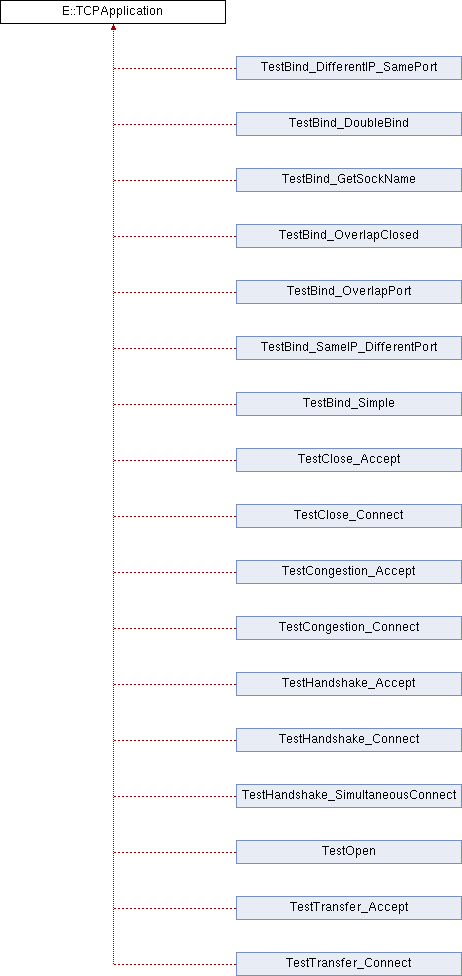 E::TCPApplication
TestBind_DifferentIP_SamePort
TestBind_DoubleBind
TestBind_GetSockName
TestBind_OverlapClosed
TestBind_OverlapPort
TestBind_SameIP_DifferentPort
TestBind_Simple
TestClose_Accept
TestClose_Connect
TestCongestion_Accept
TestCongestion_Connect
TestHandshake_Accept
TestHandshake_Connect
TestHandshake_SimultaneousConnect
TestOpen
TestTransfer_Accept
TestTransfer_Connect